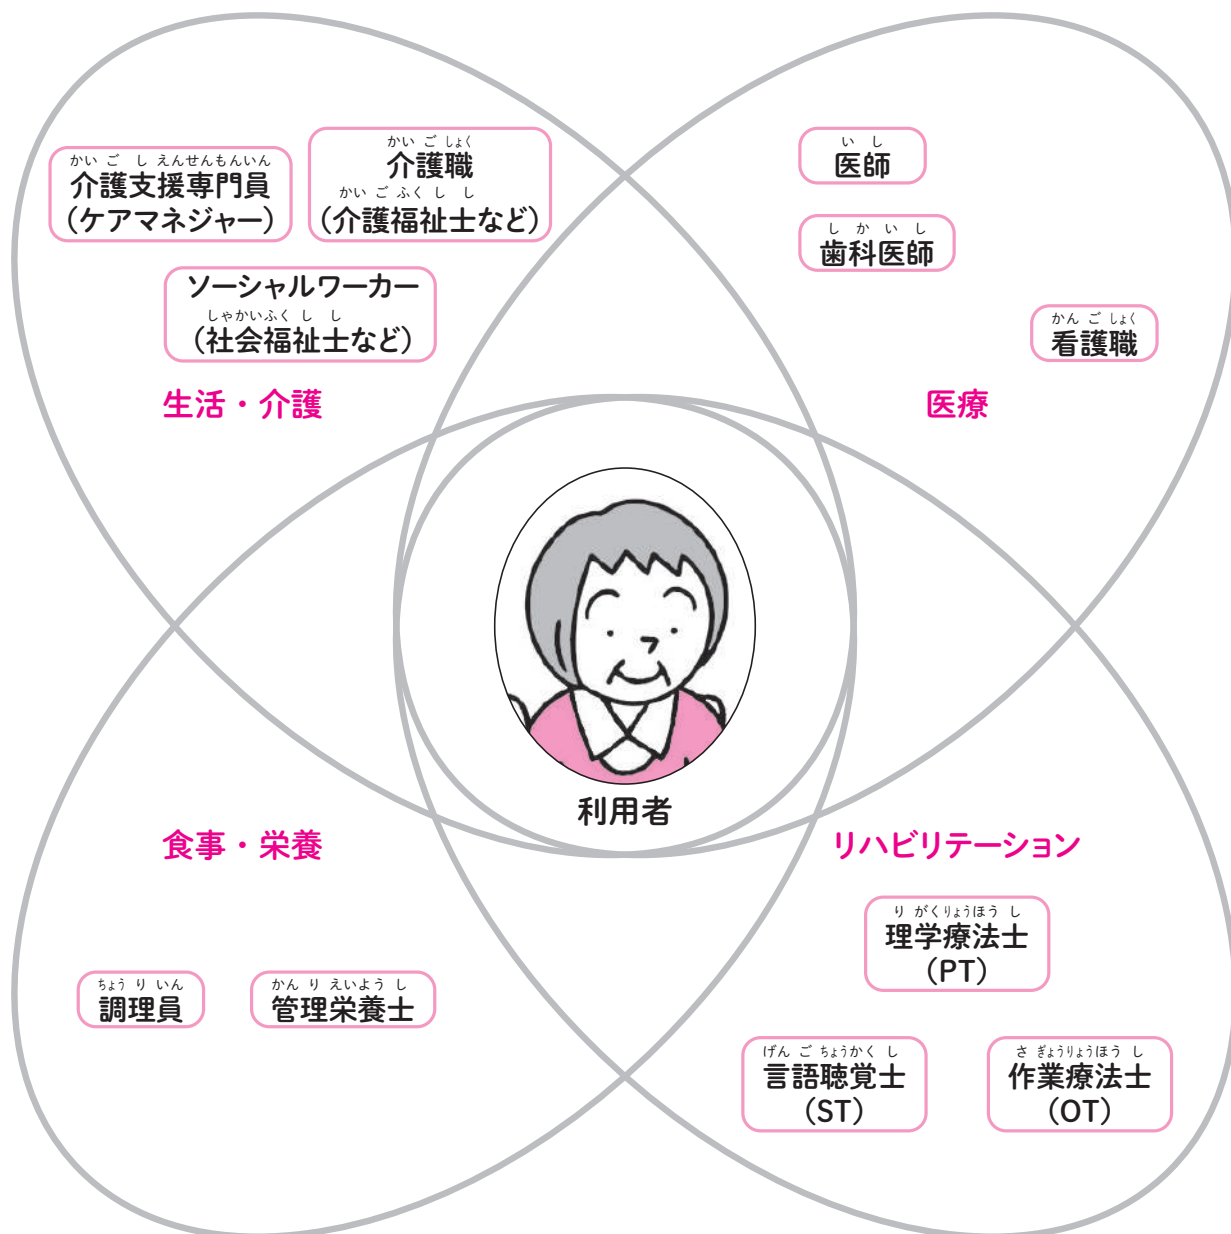 かいごしえんせんもんいん
介護支援専門員
（ケアマネジャー）
かいごしょく
介護職
かいごふくしし
（介護福祉士など）
ソーシャルワーカー
しゃかいふくしし
（社会福祉士など）
生活・介護
いし
医師
しかいし
歯科医師
かんごしょく
看護職
医療
利用者
食事・栄養
ちょうりいん
調理員
かんりえいようし
管理栄養士
リハビリテーション
りがくりょうほうし
理学療法士
（PT）
げんごちょうかくし
言語聴覚士
（ST）
さぎょうりょうほうし
作業療法士
（OT）